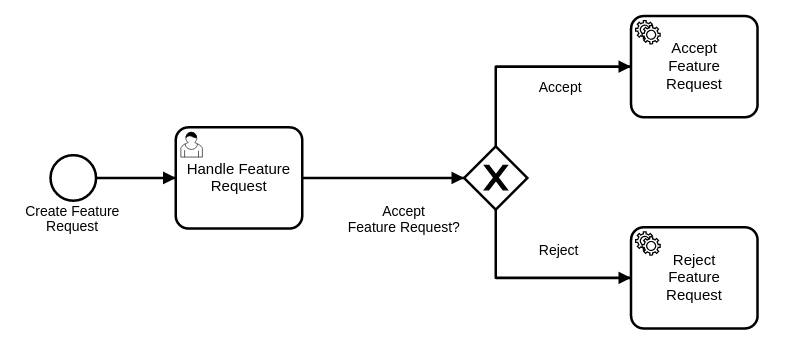 Create Feature
Request
Handle Feature
Request
Accept
Feature Request?
X
Accept
Accept
Feature
Request
Reject
Reject
Feature
Request